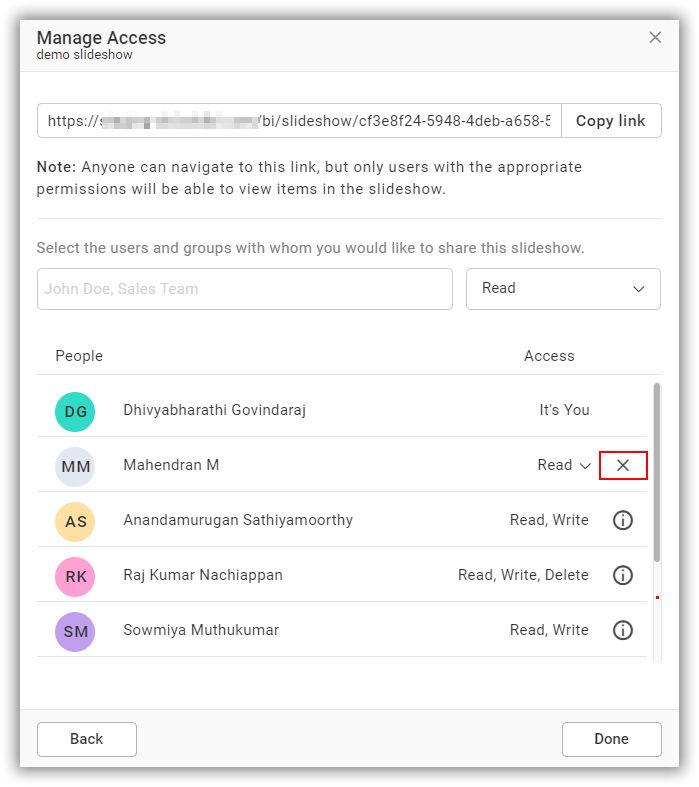 Manage Access
demo slideshow
https://s /bi/slideshow/cf3e8f24-5948-4deb-a658-5
Copy link
Note: Anyone can navigate to this link, but only users with the appropriate
permissions will be able to view items in the slideshow.
Select the users and groups with whom you would like to share this slideshow.
John Doe, Sales Team
Read
People Access
DG Dhivyabharathi Govindaraj It's You
MM Mahendran M Read
AS Anandamurugan Sathiyamoorthy Read, Write
RK Raj Kumar Nachiappan Read, Write, Delete
SM Sowmiya Muthukumar Read, Write
Back Done